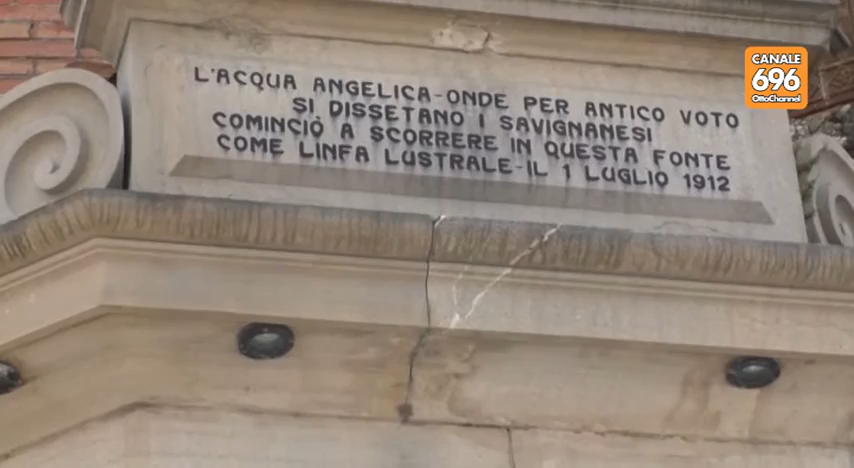 L'ACQUA ANGELICA-ONDE PER ANTICO VOTO
SI DISSETANO I SAVIGNANESI
COMINCIÒ A SCORRERE IN QUESTA FONTE
COME LINFA LUSTRALE-IL 1 LUGLIO 1912
CANALE
696
OttoChannel